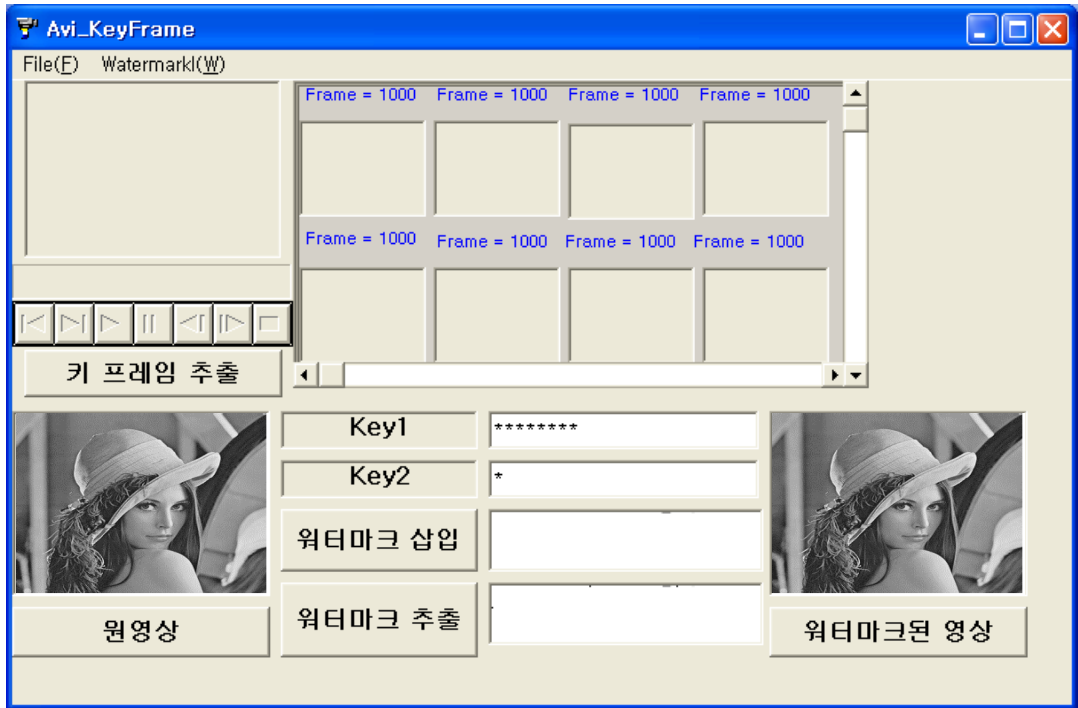 Avi_KeyFrame
File(F) Watermarkl(W)
Frame = 1000 Frame = 1000 Frame = 1000 Frame = 1000
Frame = 1000 Frame = 1000 Frame = 1000 Frame = 1000
키 프레임 추출
Key1 ********
Key2 *
워터마크 삽입
워터마크 추출
원영상
워터마크된 영상